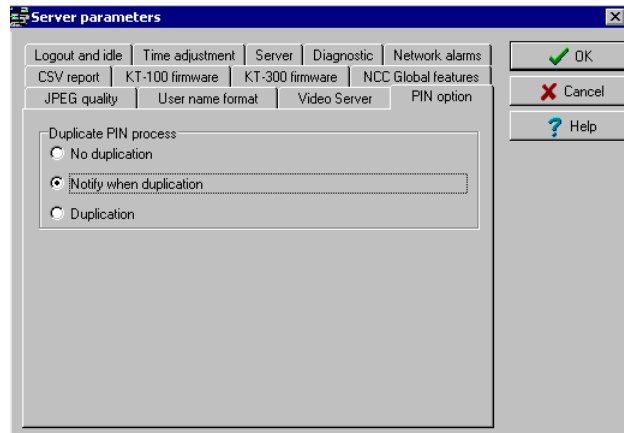 Server parameters
Logout and idle Time adjustment Server Diagnostic Network alarms
CSV report KT-100 firmware KT-300 firmware NCC Global features
JPEG quality User name format Video Server PIN option
Duplicate PIN process
No duplication
Notify when duplication
Duplication
OK
Cancel
Help